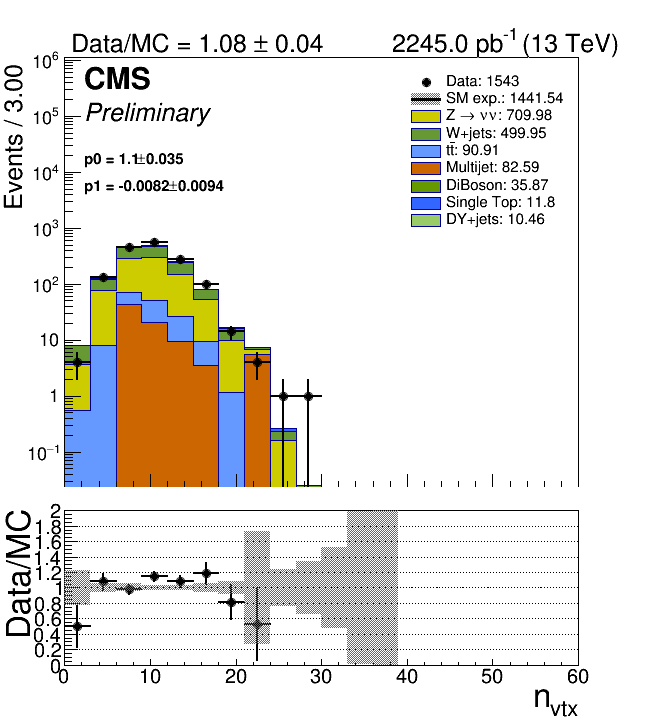 Data/MC = 1.08 ± 0.04 2245.0 pb⁻¹ (13 TeV)
Events / 3.00
10⁶
10⁵
10⁴
10³
10²
10
1
10⁻¹
CMS
Preliminary
p0 = 1.1±0.035
p1 = -0.0082±0.0094
Data: 1543
SM exp.: 1441.54
Z → νν: 709.98
W+jets: 499.95
tt̄: 90.91
Multijet: 82.59
DiBoson: 35.87
Single Top: 11.8
DY+jets: 10.46
Data/MC
2
1.8
1.6
1.4
1.2
1
0.8
0.6
0.4
0.2
0
0 10 20 30 40 50 60
n_vtx